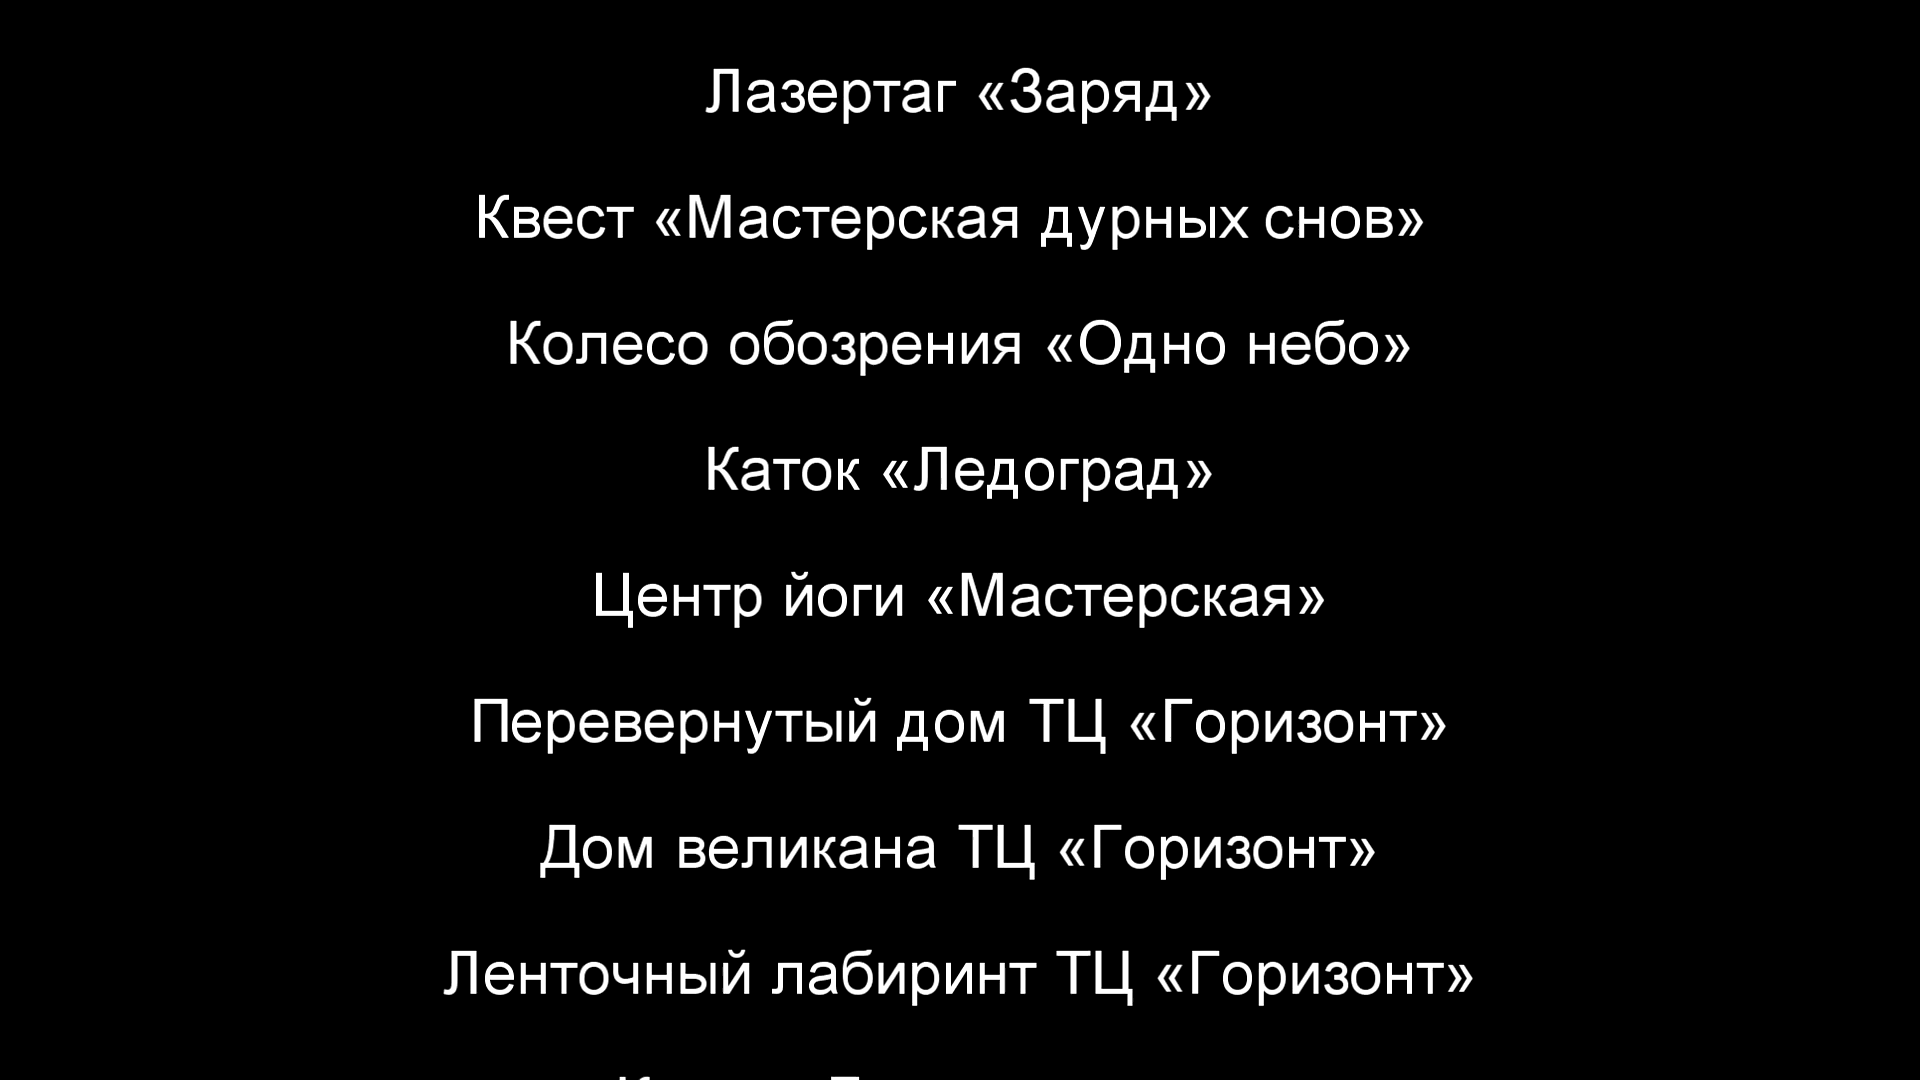 Лазертаг «Заряд»
Квест «Мастерская дурных снов»
Колесо обозрения «Одно небо»
Каток «Ледоград»
Центр йоги «Мастерская»
Перевернутый дом ТЦ «Горизонт»
Дом великана ТЦ «Горизонт»
Ленточный лабиринт ТЦ «Горизонт»